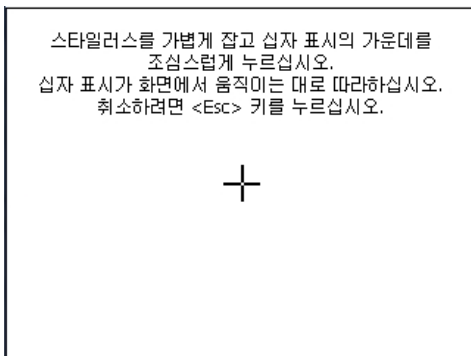 스타일러스를 가볍게 잡고 십자 표시의 가운데를
조심스럽게 누르십시오.
십자 표시가 화면에서 움직이는 대로 따라하십시오.
취소하려면 <Esc> 키를 누르십시오.